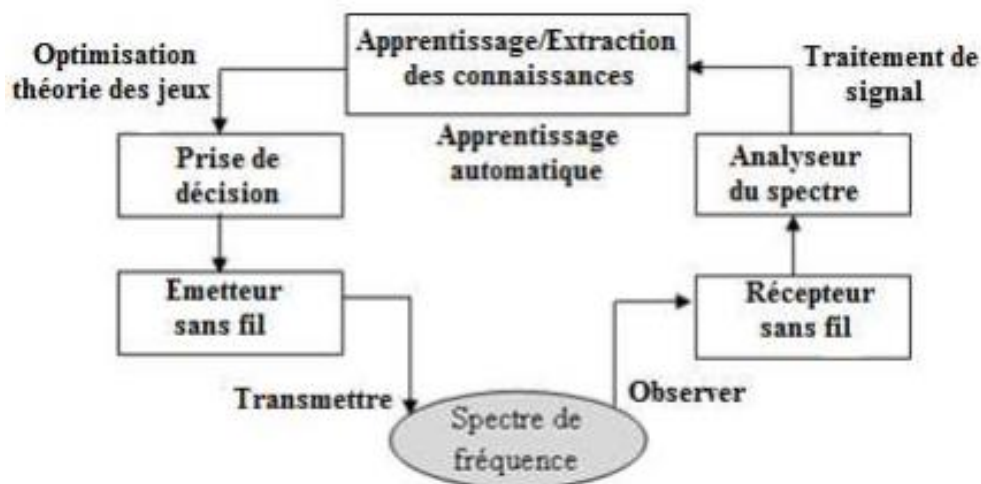 Apprentissage/Extraction
des connaissances
Optimisation
théorie des jeux
Traitement de
signal
Apprentissage
automatique
Prise de
décision
Analyseur
du spectre
Emetteur
sans fil
Récepteur
sans fil
Transmettre
Observer
Spectre de
fréquence